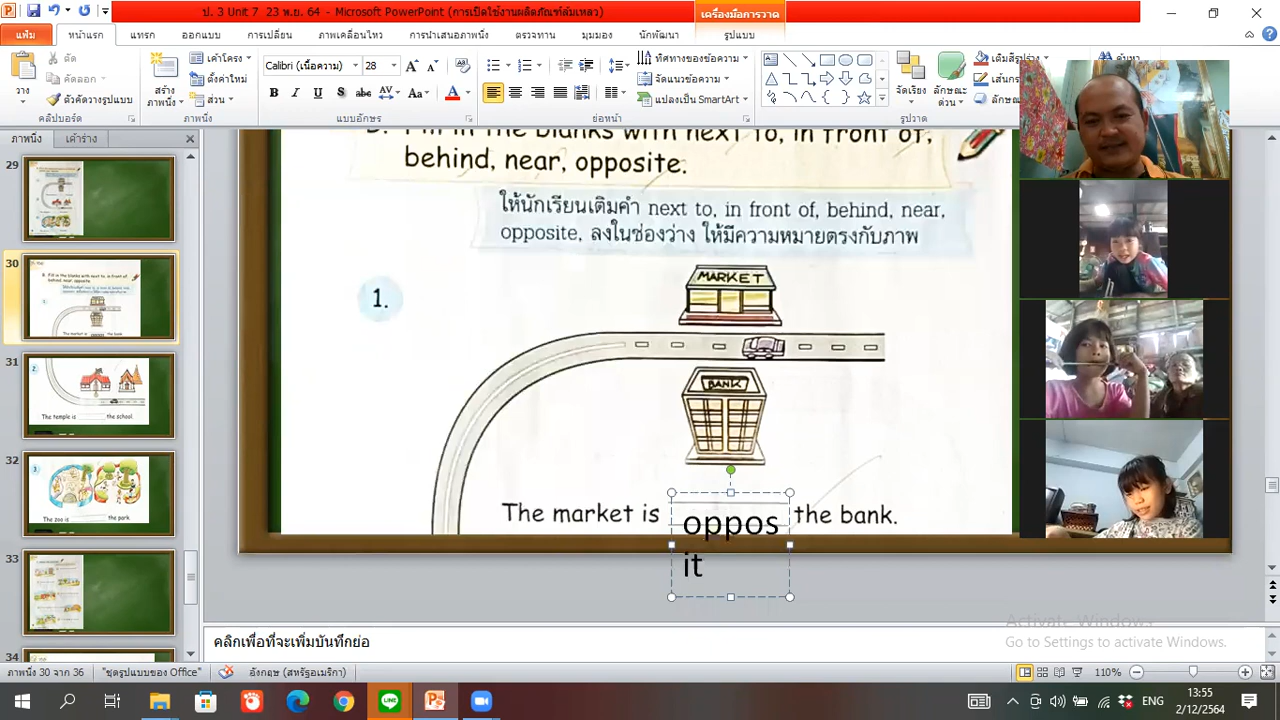 ป. 3 Unit 7 23 พ.ย. 64 - Microsoft PowerPoint (การเปิดใช้งานผลิตภัณฑ์ล้มเหลว)
เครื่องมือการวาด
แฟ้ม หน้าแรก แทรก ออกแบบ การเปลี่ยน ภาพเคลื่อนไหว การนำเสนอภาพนิ่ง ตรวจทาน มุมมอง นักพัฒนา รูปแบบ
วาง
ตัด
คัดลอก
ตัวคัดวางรูปแบบ
คลิปบอร์ด
สร้าง
ภาพนิ่ง
เค้าโครง
ตั้งค่าใหม่
ส่วน
ภาพนิ่ง
Calibri (เนื้อความ) 28
แบบอักษร
ทิศทางของข้อความ
จัดแนวข้อความ
แปลงเป็น SmartArt
ย่อหน้า
จัดเรียง
ลักษณะ
ด่วน
เติมสีรูปร่าง
รูปวาด
ค้นหา
ภาพนิ่ง เค้าร่าง
29
30
31
32
33
34
D. Fill in the blanks with next to, in front of,
behind, near, opposite.
ให้นักเรียนเติมคำ next to, in front of, behind, near,
opposite, ลงในช่องว่าง ให้มีความหมายตรงกับภาพ
1.
MARKET
BANK
The market is oppos the bank.
it
The temple is the school.
The zoo is the park.
The market is the bank
คลิกเพื่อที่จะเพิ่มบันทึกย่อ
Activate Windows
Go to Settings to activate Windows.
ภาพนิ่ง 30 จาก 36 "ชุดรูปแบบของ Office" อังกฤษ (สหรัฐอเมริกา) 110%
ENG
13:55
2/12/2564